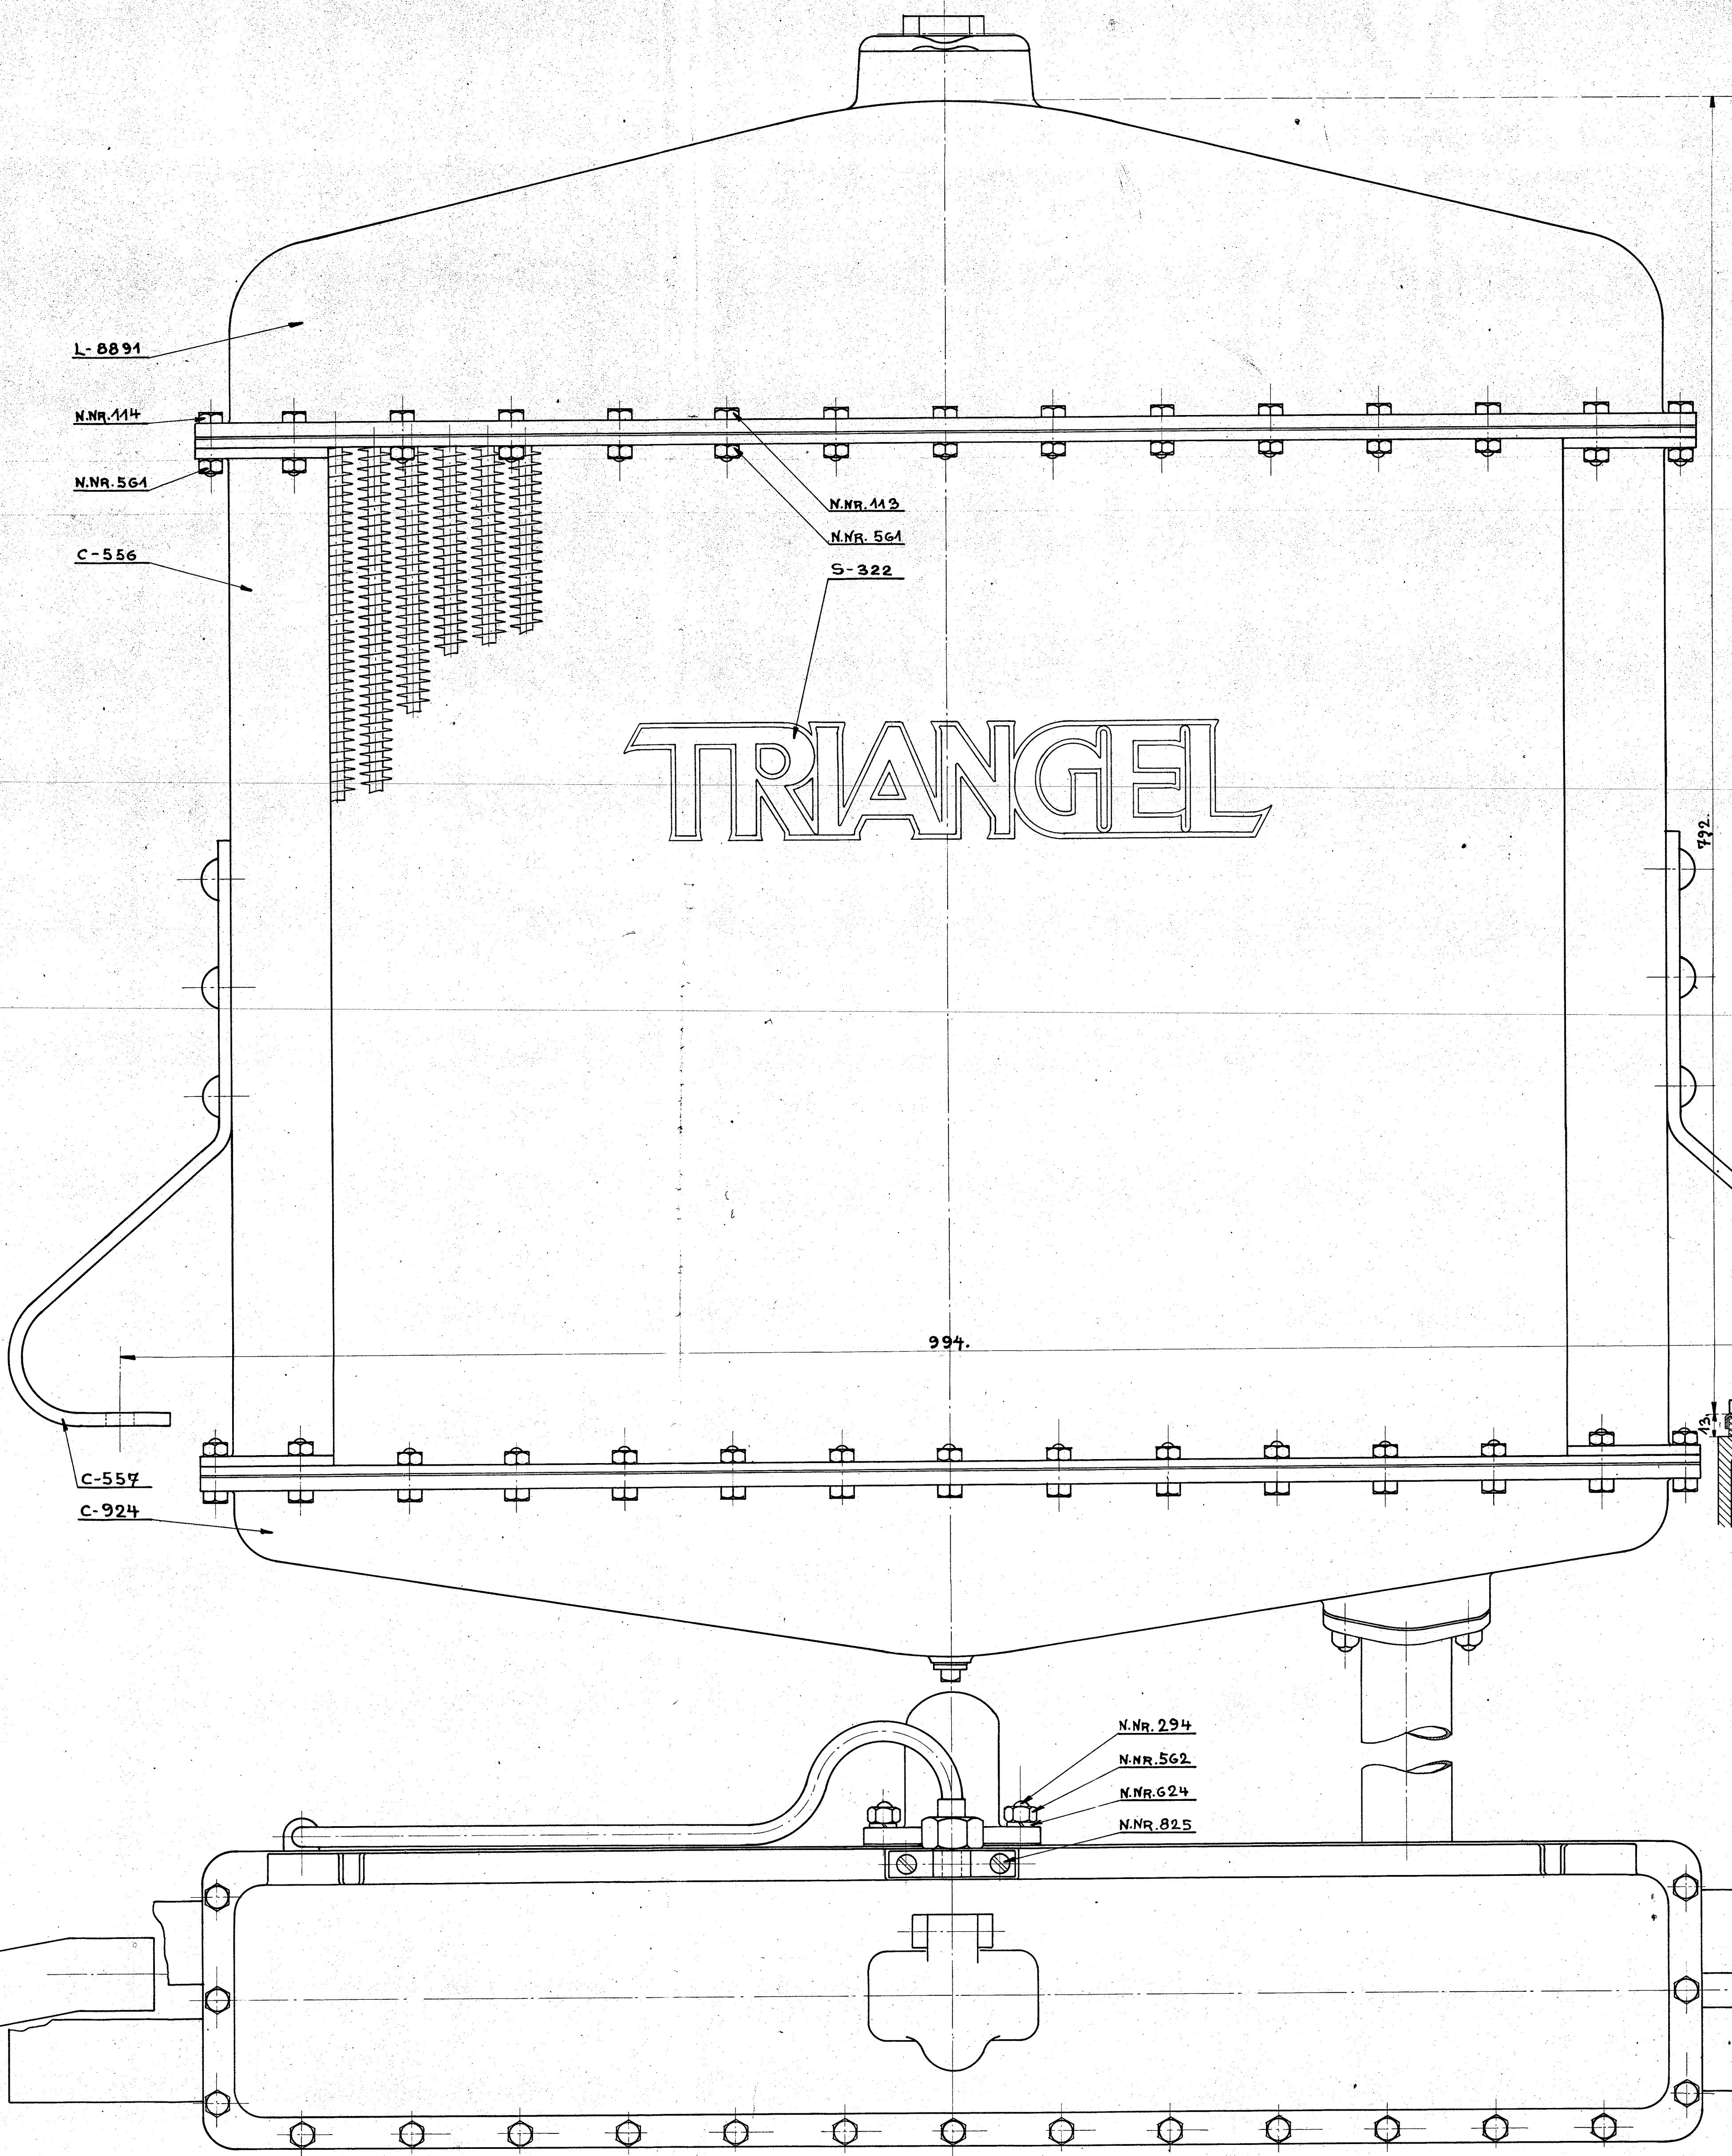 L-8891
N.NR.114
N.NR.561
C-556
N.NR.113
N.NR.561
S-322
TRIANGEL
792.
994.
13.
C-557
C-924
N.NR.294
N.NR.562
N.NR.624
N.NR.825